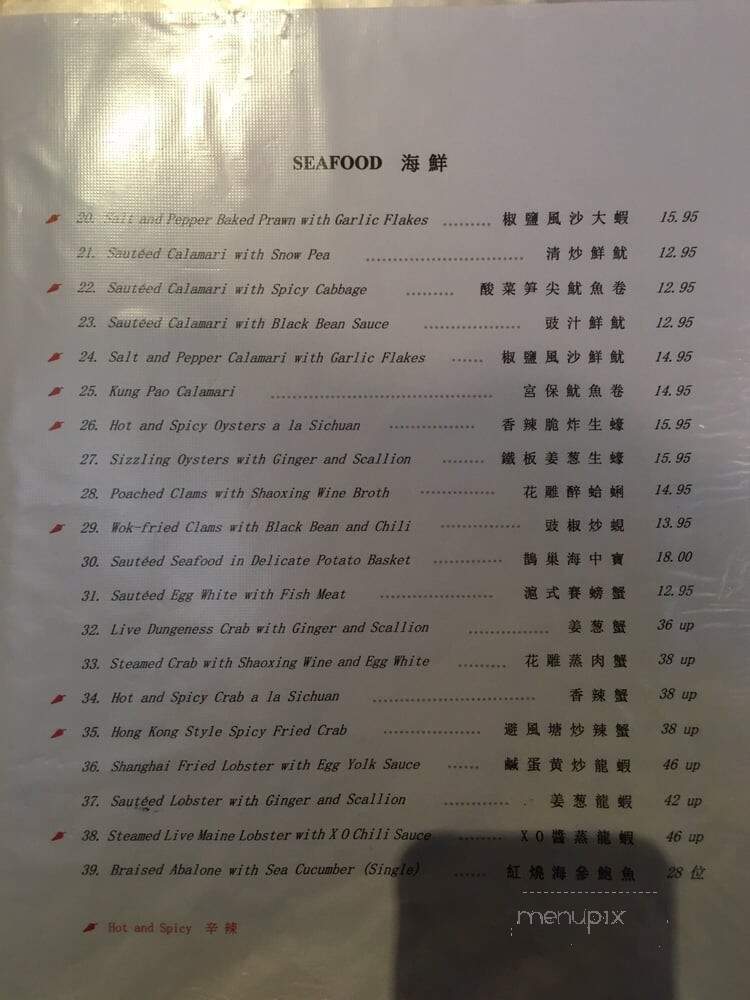 SEAFOOD 海鮮
20. Salt and Pepper Baked Prawn with Garlic Flakes ........ 椒鹽風沙大蝦 15.95
21. Sautéed Calamari with Snow Pea ........ 清炒鮮魷 12.95
22. Sautéed Calamari with Spicy Cabbage ........ 酸菜笋尖魷魚卷 12.95
23. Sautéed Calamari with Black Bean Sauce ........ 豉汁鮮魷 12.95
24. Salt and Pepper Calamari with Garlic Flakes ...... 椒鹽風沙鮮魷 14.95
25. Kung Pao Calamari ........ 宮保魷魚卷 14.95
26. Hot and Spicy Oysters a la Sichuan ........ 香辣脆炸生蠔 15.95
27. Sizzling Oysters with Ginger and Scallion ........ 鐵板姜葱生蠔 15.95
28. Poached Clams with Shaoxing Wine Broth ........ 花雕醉蛤蜊 14.95
29. Wok-fried Clams with Black Bean and Chili ........ 豉椒炒蜆 13.95
30. Sautéed Seafood in Delicate Potato Basket ........ 鵲巢海中寶 18.00
31. Sautéed Egg White with Fish Meat ........ 滬式賽螃蟹 12.95
32. Live Dungeness Crab with Ginger and Scallion ........ 姜葱蟹 36 up
33. Steamed Crab with Shaoxing Wine and Egg White ........ 花雕蒸肉蟹 38 up
34. Hot and Spicy Crab a la Sichuan ........ 香辣蟹 38 up
35. Hong Kong Style Spicy Fried Crab ........ 避風塘炒辣蟹 38 up
36. Shanghai Fried Lobster with Egg Yolk Sauce ...... 鹹蛋黄炒龍蝦 46 up
37. Sautéed Lobster with Ginger and Scallion ........ 姜葱龍蝦 42 up
38. Steamed Live Maine Lobster with X O Chili Sauce ........ XO醬蒸龍蝦 46 up
39. Braised Abalone with Sea Cucumber (Single) ...... 紅燒海參鮑魚 28 位
menupix
Hot and Spicy 辛辣